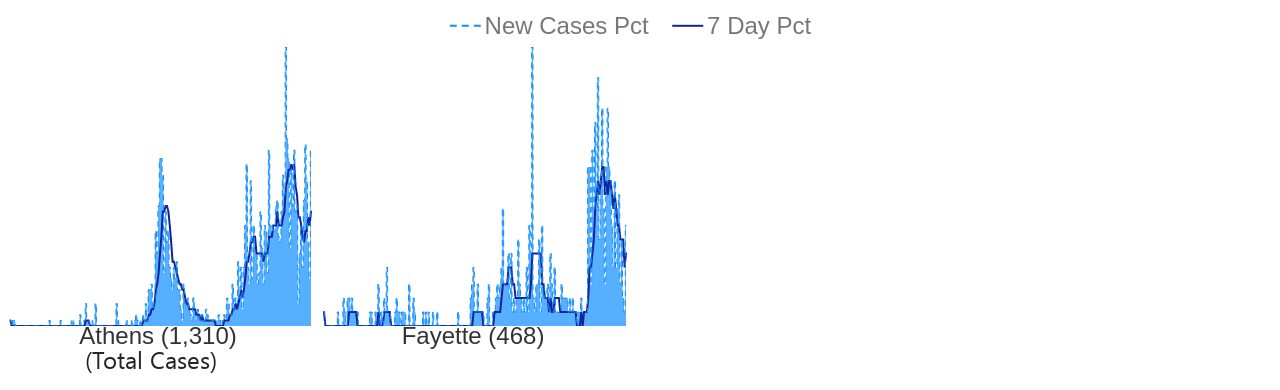 New Cases Pct 7 Day Pct
Athens (1,310) Fayette (468)
(Total Cases)